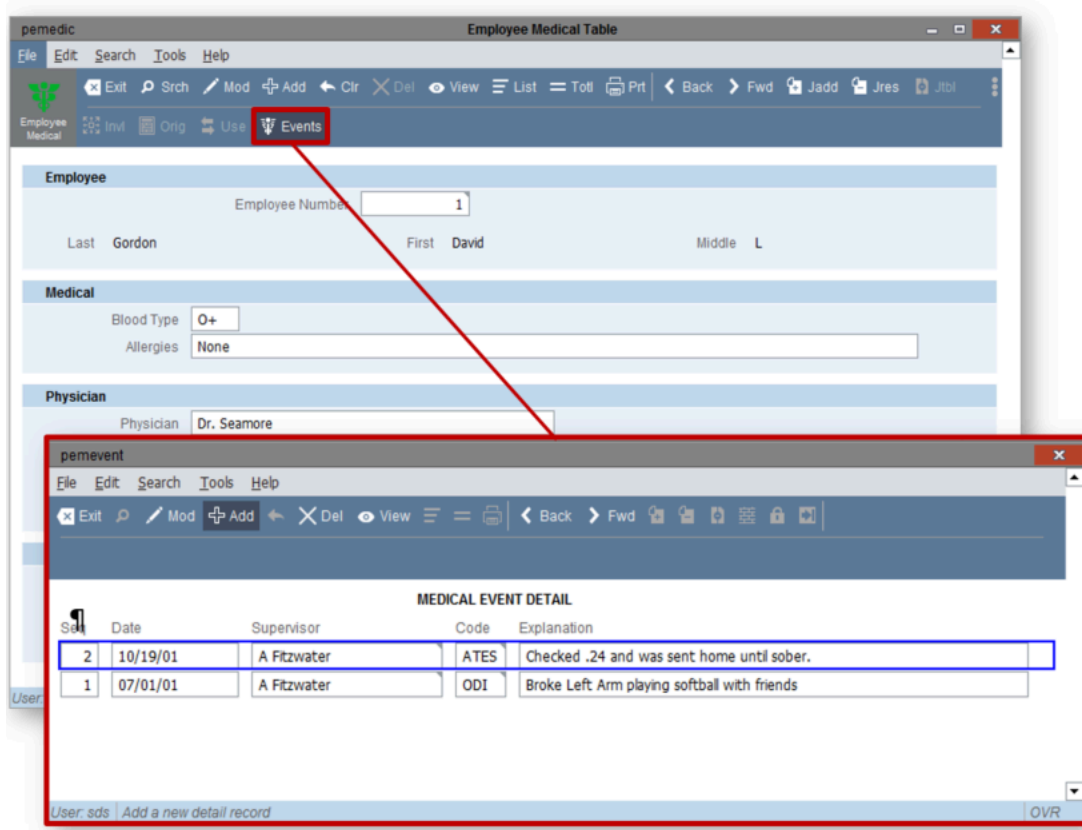 pemedic Employee Medical Table
File Edit Search Tools Help
Exit Srch Mod Add Clr Del View List Totl Prt Back Fwd Jadd Jres Jtbl
Employee Medical Invl Orig Use Events
Employee
Employee Number 1
Last Gordon First David Middle L
Medical
Blood Type O+
Allergies None
Physician
Physician Dr. Seamore
pemevent
File Edit Search Tools Help
Exit Mod Add Del View Back Fwd
MEDICAL EVENT DETAIL
¶
Seq Date Supervisor Code Explanation
2 10/19/01 A Fitzwater ATES Checked .24 and was sent home until sober.
1 07/01/01 A Fitzwater ODI Broke Left Arm playing softball with friends
User:
User: sds Add a new detail record OVR